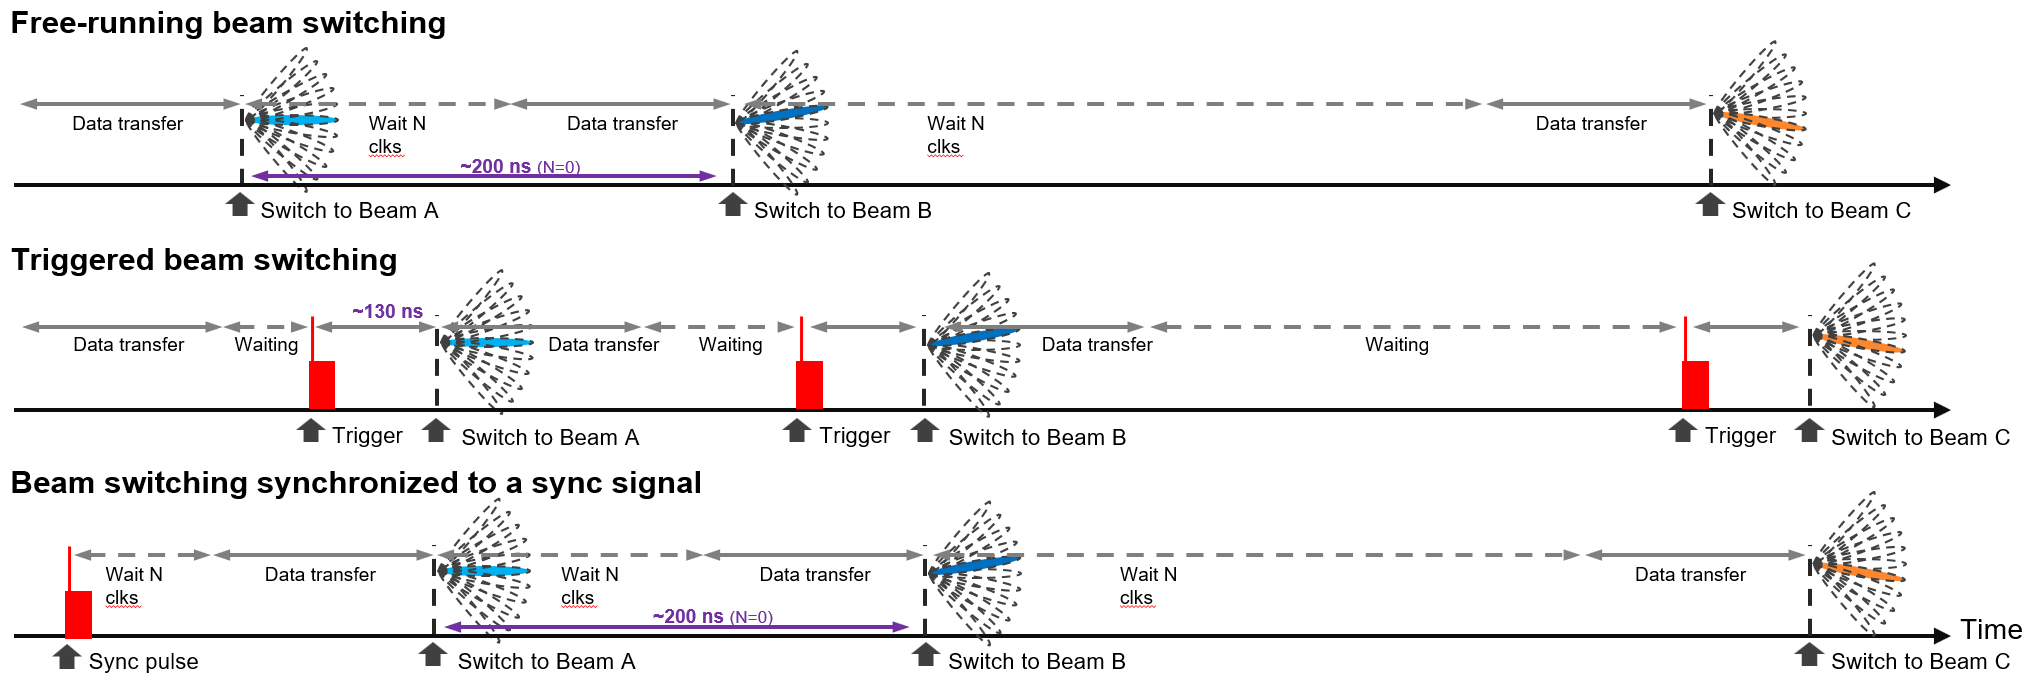 Free-running beam switching
Data transfer
Wait N
clks
Data transfer
Wait N
clks
Data transfer
~200 ns (N=0)
Switch to Beam A
Switch to Beam B
Switch to Beam C
Triggered beam switching
~130 ns
Data transfer
Waiting
Data transfer
Waiting
Data transfer
Waiting
Trigger
Switch to Beam A
Trigger
Switch to Beam B
Trigger
Switch to Beam C
Beam switching synchronized to a sync signal
Wait N
clks
Data transfer
Wait N
clks
Data transfer
Wait N
clks
Data transfer
~200 ns (N=0)
Time
Sync pulse
Switch to Beam A
Switch to Beam B
Switch to Beam C